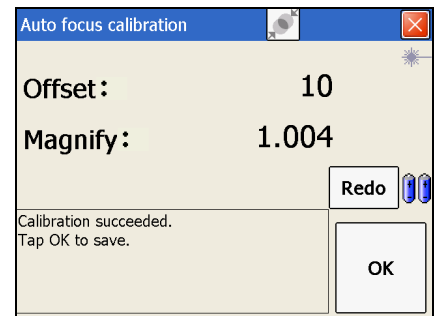 Auto focus calibration
Offset: 10
Magnify: 1.004
Redo
Calibration succeeded.
Tap OK to save.
OK